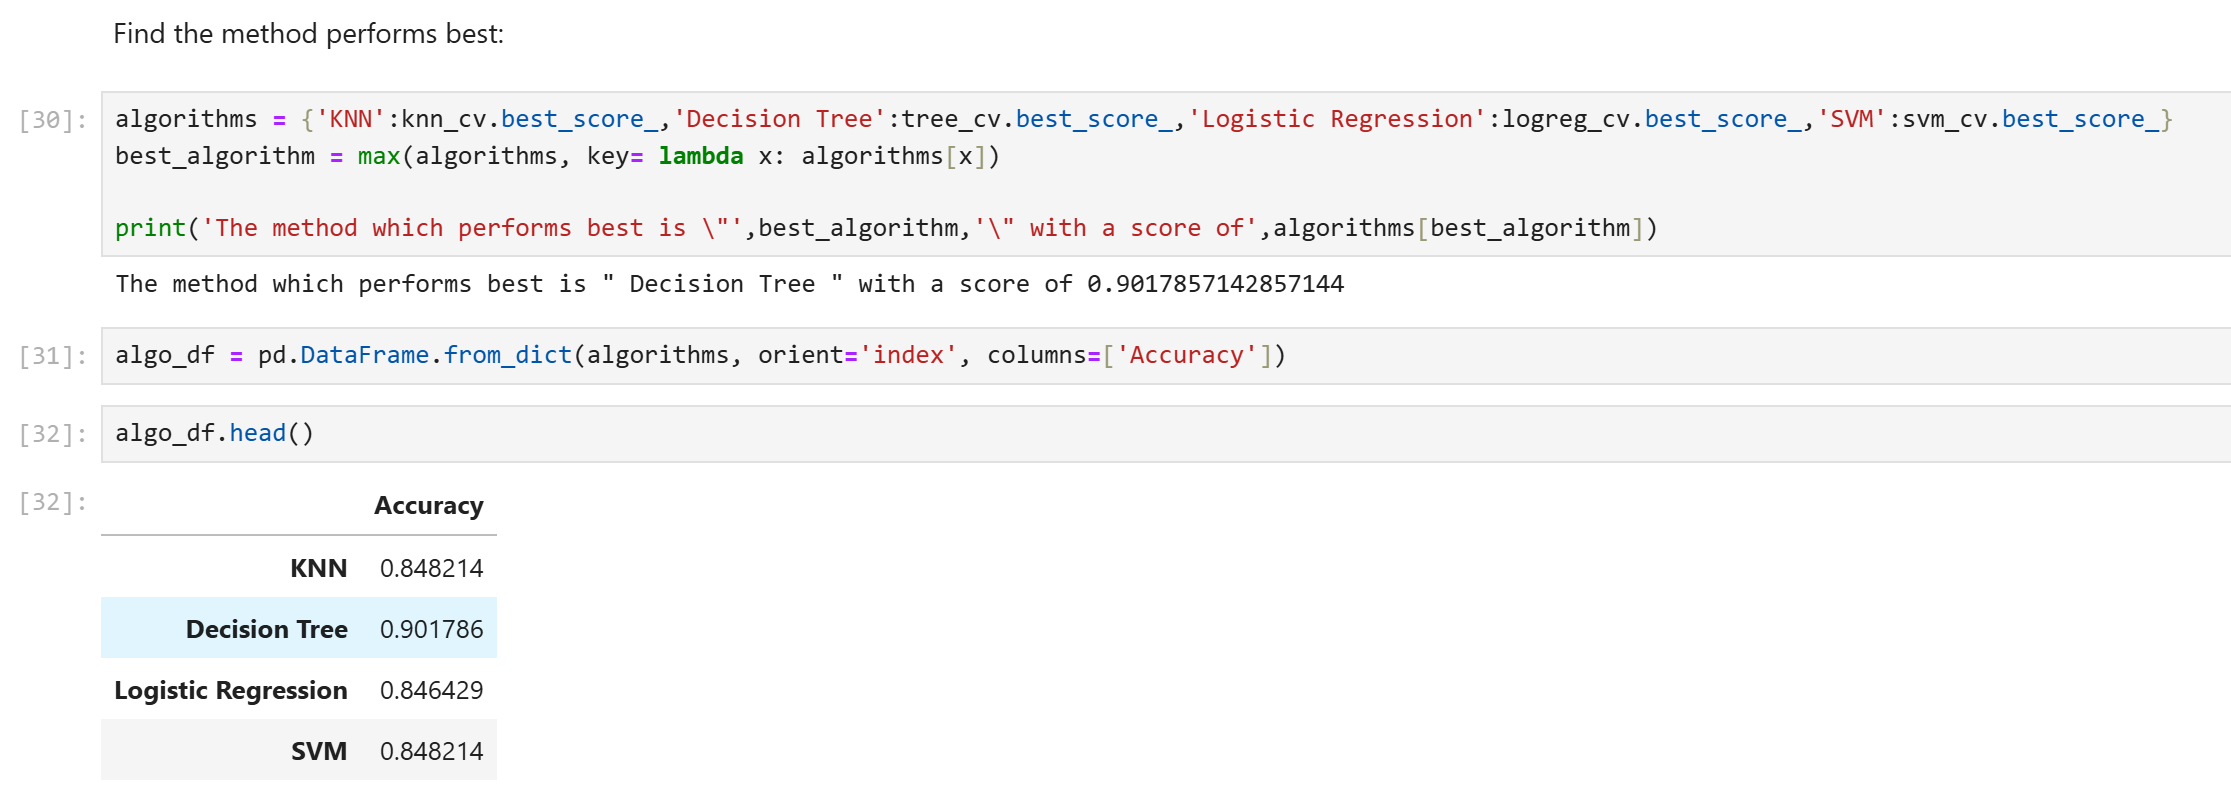 Find the method performs best:
[30]: algorithms = {'KNN':knn_cv.best_score_,'Decision Tree':tree_cv.best_score_,'Logistic Regression':logreg_cv.best_score_,'SVM':svm_cv.best_score_}
best_algorithm = max(algorithms, key= lambda x: algorithms[x])
print('The method which performs best is \"',best_algorithm,'\" with a score of',algorithms[best_algorithm])
The method which performs best is " Decision Tree " with a score of 0.9017857142857144
[31]: algo_df = pd.DataFrame.from_dict(algorithms, orient='index', columns=['Accuracy'])
[32]: algo_df.head()
[32]: Accuracy
KNN 0.848214
Decision Tree 0.901786
Logistic Regression 0.846429
SVM 0.848214